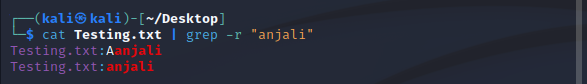 ┌──(kali㉿kali)-[~/Desktop]
└─$ cat Testing.txt | grep -r "anjali"
Testing.txt:Aanjali
Testing.txt:anjali